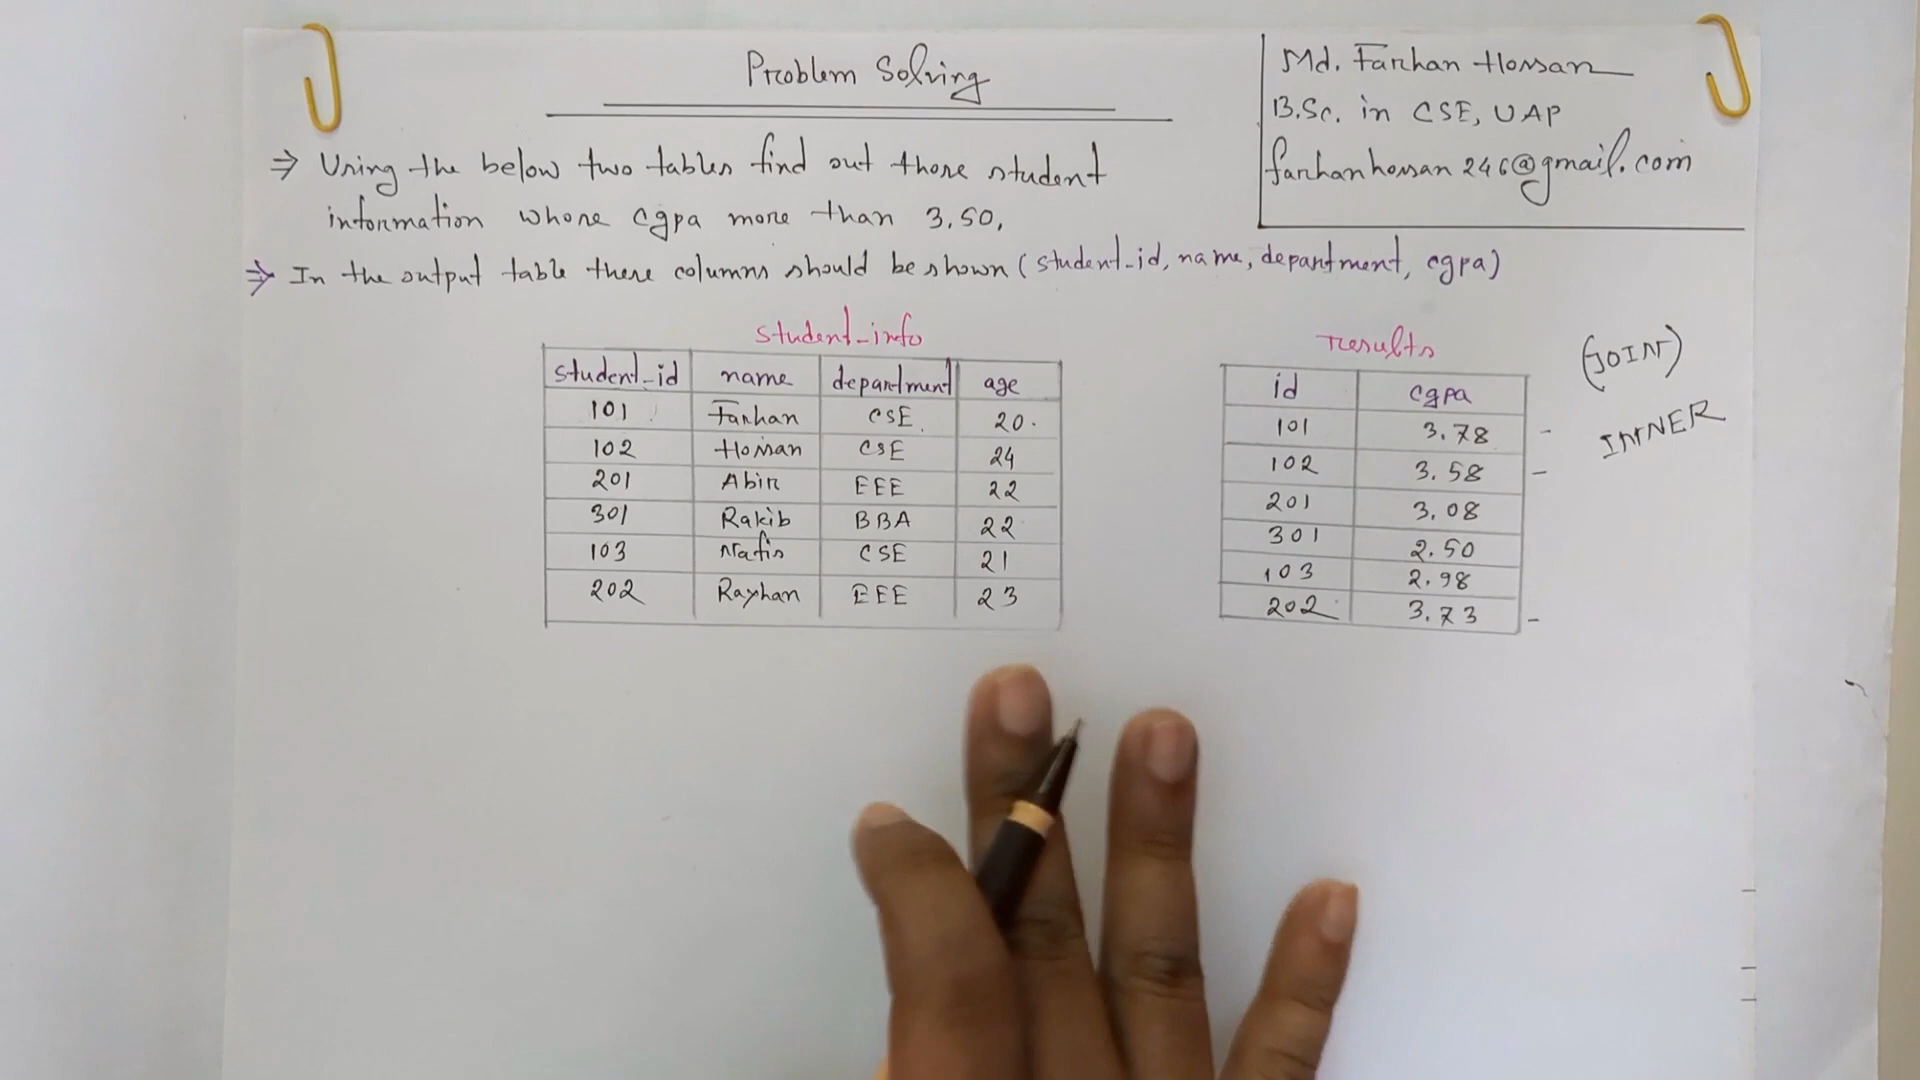 Problem Solving
Md. Farhan Hossan
B.Sc. in CSE, UAP
farhanhossan246@gmail.com
⇒ Using the below two tables find out those student
information whose cgpa more than 3.50.
⇒ In the output table these columns should be shown (student_id, name, department, cgpa)
student_info
student_id name department age
101 Farhan CSE 20
102 Hossan CSE 24
201 Abir EEE 22
301 Rakib BBA 22
103 Nafis CSE 21
202 Rayhan EEE 23
results
id cgpa
101 3.78
102 3.58
201 3.08
301 2.50
103 2.98
202 3.73
(JOIN)
INNER